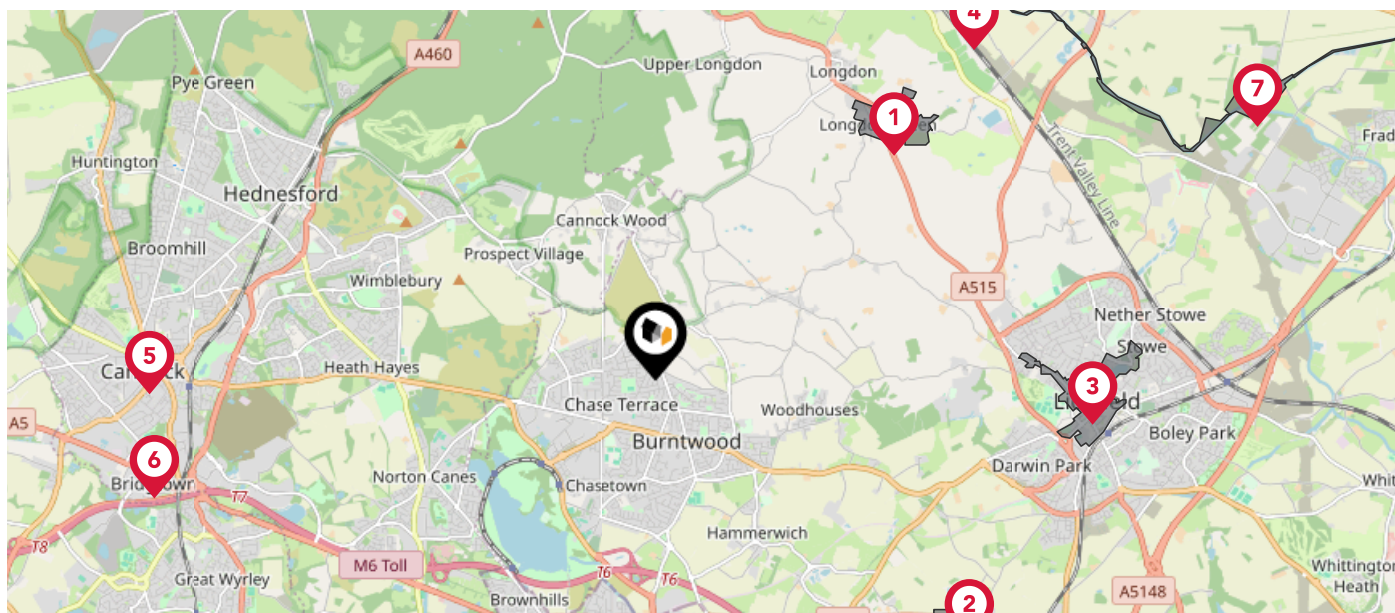 4
A460
Upper Longdon
Longdon
Pye Green
7
1
Trent Valley Line
Huntington
Hednesford
Cannock Wood
Broomhill
Prospect Village
Wimblebury
A515
Nether Stowe
Stowe
5
Heath Hayes
3
Chase Terrace
Woodhouses
A5
Burntwood
Boley Park
6
Darwin Park
Norton Canes
Chasetown
T7
Hammerwich
T8
M6 Toll
T6
T6
Great Wyrley
Whittington
Heath
A5148
Brownhills
2